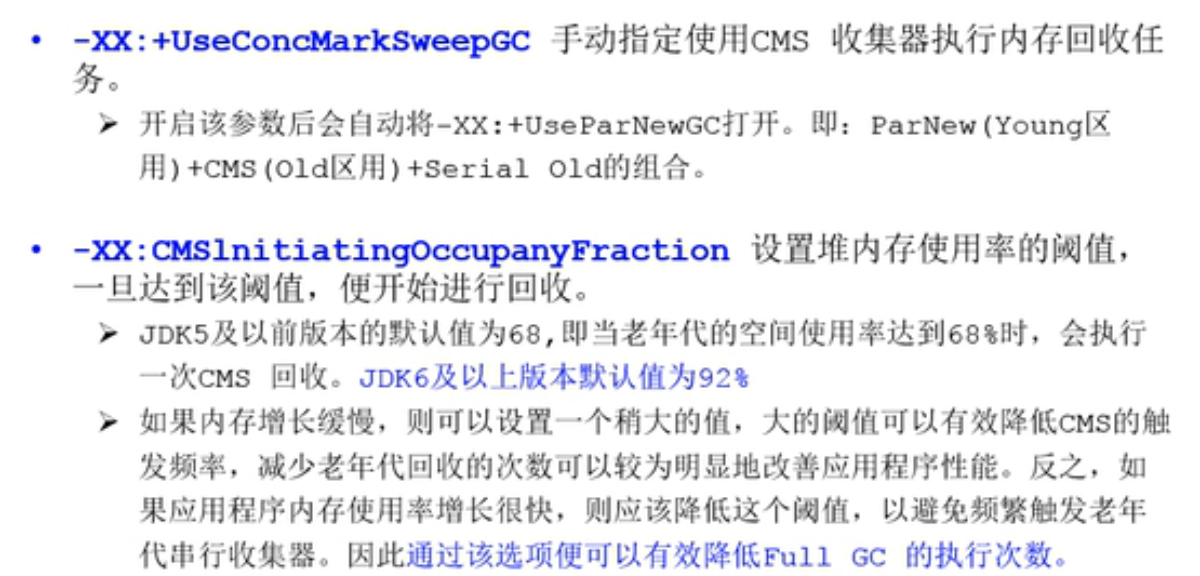 • -XX:+UseConcMarkSweepGC 手动指定使用CMS 收集器执行内存回收任
务。
➢ 开启该参数后会自动将-XX:+UseParNewGC打开。即：ParNew(Young区
用)+CMS(Old区用)+Serial Old的组合。
• -XX:CMSlnitiatingOccupanyFraction 设置堆内存使用率的阈值，
一旦达到该阈值，便开始进行回收。
➢ JDK5及以前版本的默认值为68,即当老年代的空间使用率达到68%时，会执行
一次CMS 回收。JDK6及以上版本默认值为92%
➢ 如果内存增长缓慢，则可以设置一个稍大的值，大的阈值可以有效降低CMS的触
发频率，减少老年代回收的次数可以较为明显地改善应用程序性能。反之，如
果应用程序内存使用率增长很快，则应该降低这个阈值，以避免频繁触发老年
代串行收集器。因此通过该选项便可以有效降低Full GC 的执行次数。